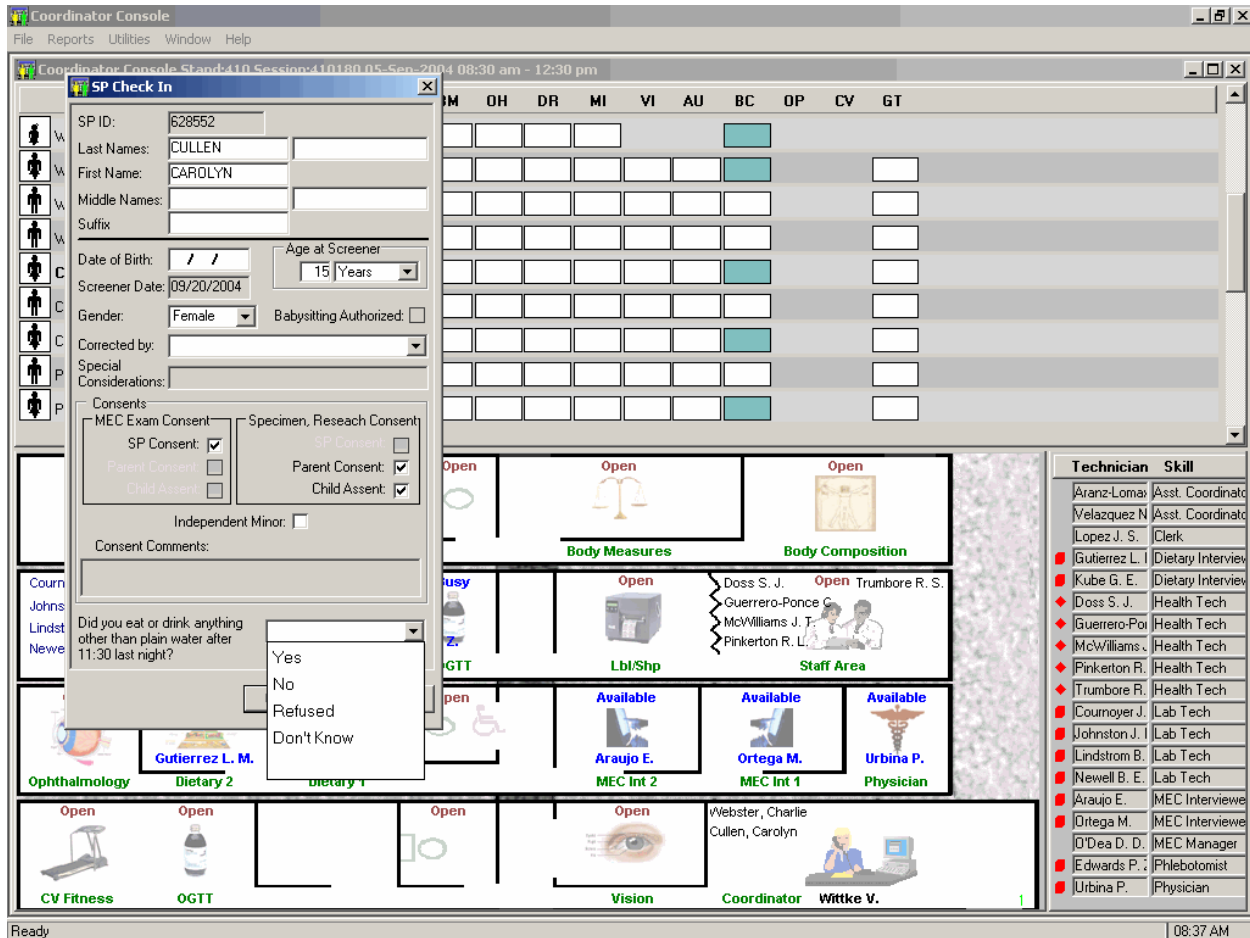 Coordinator Console
File Reports Utilities Window Help
Coordinator Console Stand:410 Session:410180 05-Sep-2004 08:30 am - 12:30 pm
SP Check In
OH DR MI VI AU BC OP CV GT
SP ID: 628552
Last Names: CULLEN
First Name: CAROLYN
Middle Names:
Suffix
Date of Birth: / /
Age at Screener
15 Years
Screener Date: 09/20/2004
Gender: Female
Babysitting Authorized:
Corrected by:
Special
Considerations:
Consents
MEC Exam Consent
SP Consent:
Parent Consent:
Child Assent:
Specimen, Reseach Consent
SP Consent:
Parent Consent:
Child Assent:
Independent Minor:
Consent Comments:
Did you eat or drink anything
other than plain water after
11:30 last night?
Yes
No
Refused
Don't Know
Open
Open
Body Measures
Open
Body Composition
Open
Lbl/Shp
Doss S. J. Open Trumbore R. S.
Guerrero-Ponce C
McWilliams J. T
Pinkerton R. L
Staff Area
Ophthalmology
Gutierrez L. M.
Dietary 2
Dietary 1
Available
Araujo E.
MEC Int 2
Available
Ortega M.
MEC Int 1
Available
Urbina P.
Physician
Open
CV Fitness
Open
OGTT
Open
Open
Vision
Webster, Charlie
Cullen, Carolyn
Coordinator Wittke V.
1
Technician Skill
Aranz-Lomax Asst. Coordinato
Velazquez N Asst. Coordinato
Lopez J. S. Clerk
Gutierrez L. Dietary Interview
Kube G. E. Dietary Interview
Doss S. J. Health Tech
Guerrero-Poi Health Tech
McWilliams Health Tech
Pinkerton R. Health Tech
Trumbore R. Health Tech
Cournoyer J. Lab Tech
Johnston J. Lab Tech
Lindstrom B. Lab Tech
Newell B. E. Lab Tech
Araujo E. MEC Interviewe
Ortega M. MEC Interviewe
O'Dea D. D. MEC Manager
Edwards P. Phlebotomist
Urbina P. Physician
Ready
08:37 AM